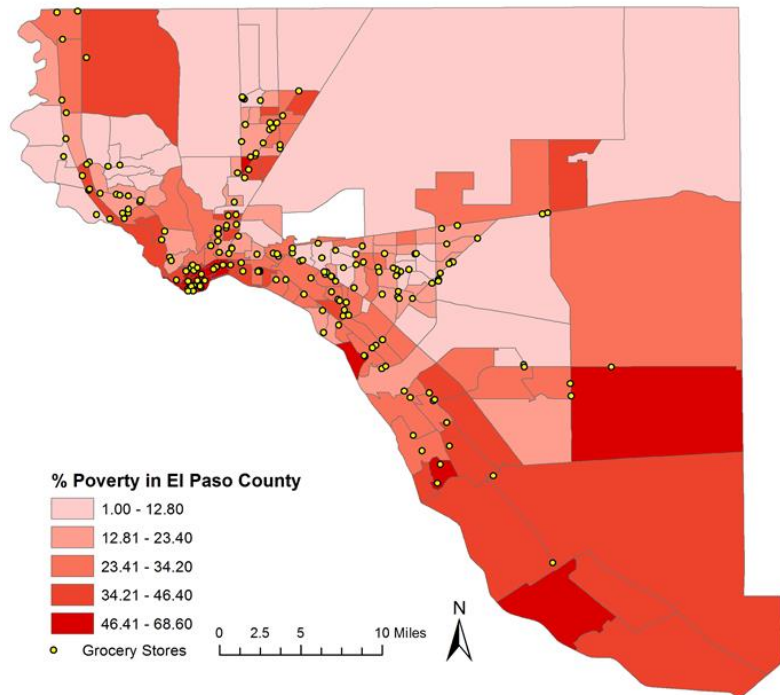 % Poverty in El Paso County
1.00 - 12.80
12.81 - 23.40
23.41 - 34.20
34.21 - 46.40
46.41 - 68.60
Grocery Stores
0 2.5 5 10 Miles
N